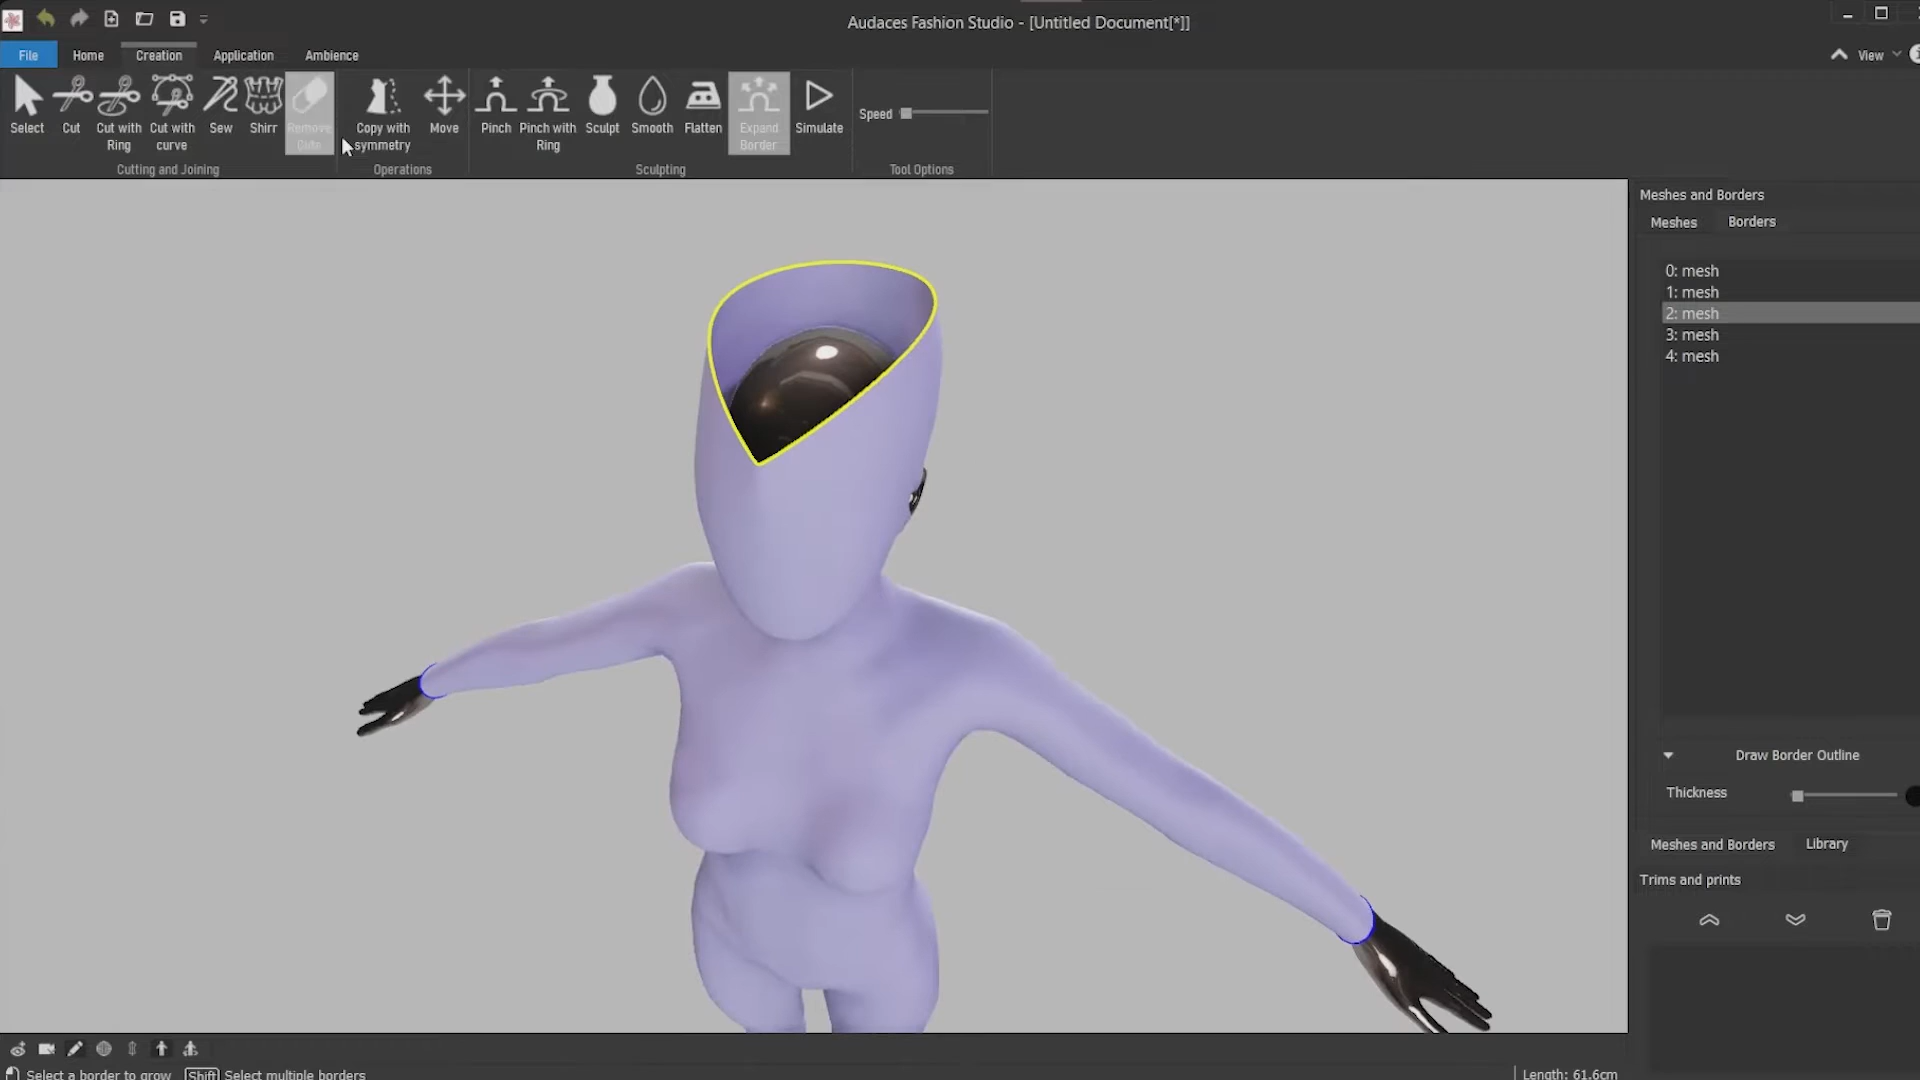 Audaces Fashion Studio - [Untitled Document[*]]
File Home Creation Application Ambience View
Select Cut Cut with Ring Cut with curve Sew Shirr Remove Cuts
Cutting and Joining
Copy with symmetry Move
Operations
Pinch Pinch with Ring Sculpt Smooth Flatten Expand Border Simulate
Sculpting
Speed
Tool Options
Meshes and Borders
Meshes Borders
0: mesh
1: mesh
2: mesh
3: mesh
4: mesh
Draw Border Outline
Thickness
Meshes and Borders Library
Trims and prints
Select a border to grow Shift Select multiple borders Length: 61.6cm